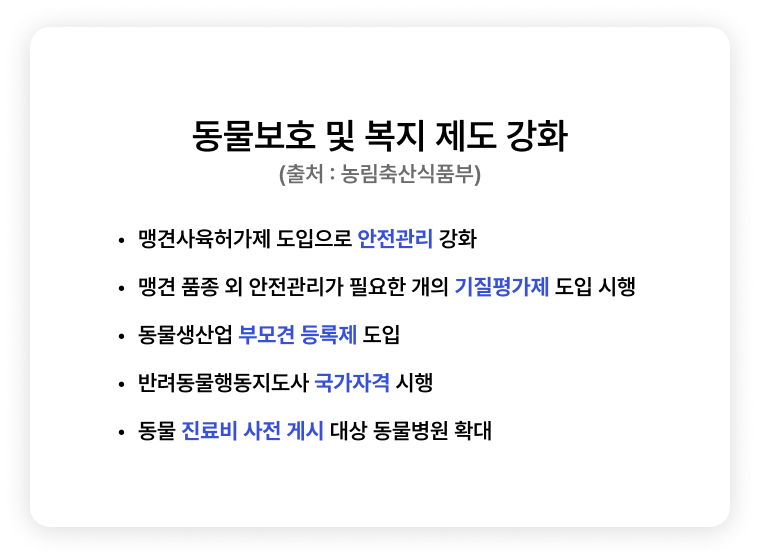 동물보호 및 복지 제도 강화
(출처 : 농림축산식품부)
• 맹견사육허가제 도입으로 안전관리 강화
• 맹견 품종 외 안전관리가 필요한 개의 기질평가제 도입 시행
• 동물생산업 부모견 등록제 도입
• 반려동물행동지도사 국가자격 시행
• 동물 진료비 사전 게시 대상 동물병원 확대